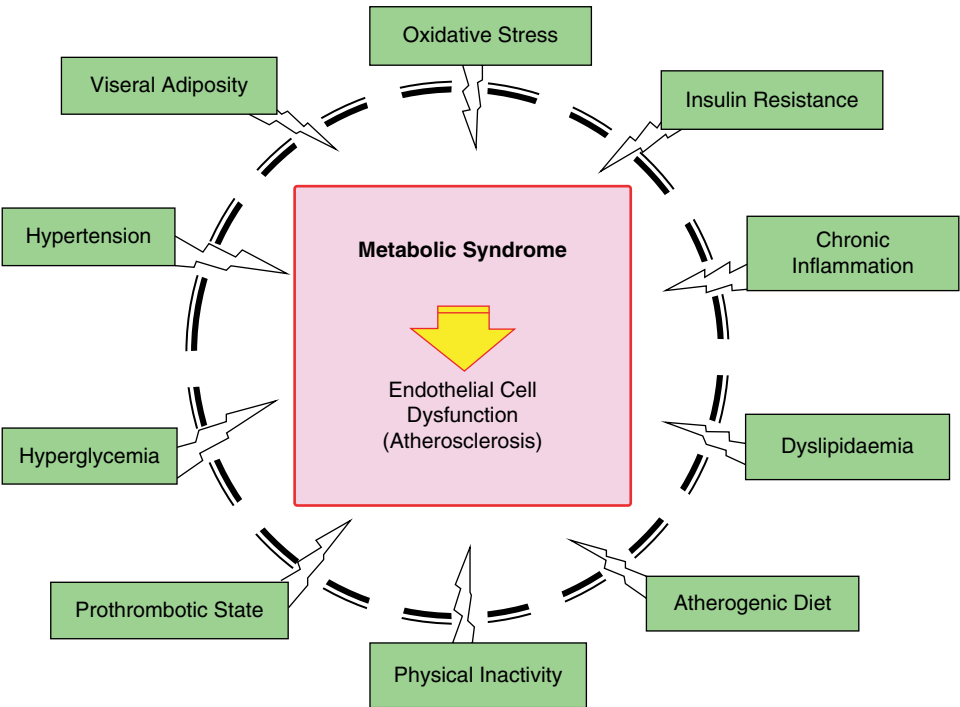 Oxidative Stress
Viseral Adiposity
Insulin Resistance
Hypertension
Chronic
Inflammation
Metabolic Syndrome
Endothelial Cell
Dysfunction
(Atherosclerosis)
Hyperglycemia
Dyslipidaemia
Prothrombotic State
Atherogenic Diet
Physical Inactivity